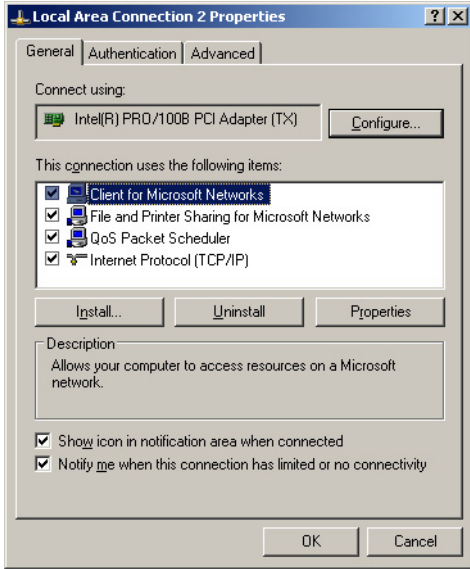 Local Area Connection 2 Properties
General Authentication Advanced
Connect using:
Intel(R) PRO/100B PCI Adapter (TX) Configure...
This connection uses the following items:
Client for Microsoft Networks
File and Printer Sharing for Microsoft Networks
QoS Packet Scheduler
Internet Protocol (TCP/IP)
Install... Uninstall Properties
Description
Allows your computer to access resources on a Microsoft
network.
Show icon in notification area when connected
Notify me when this connection has limited or no connectivity
OK Cancel